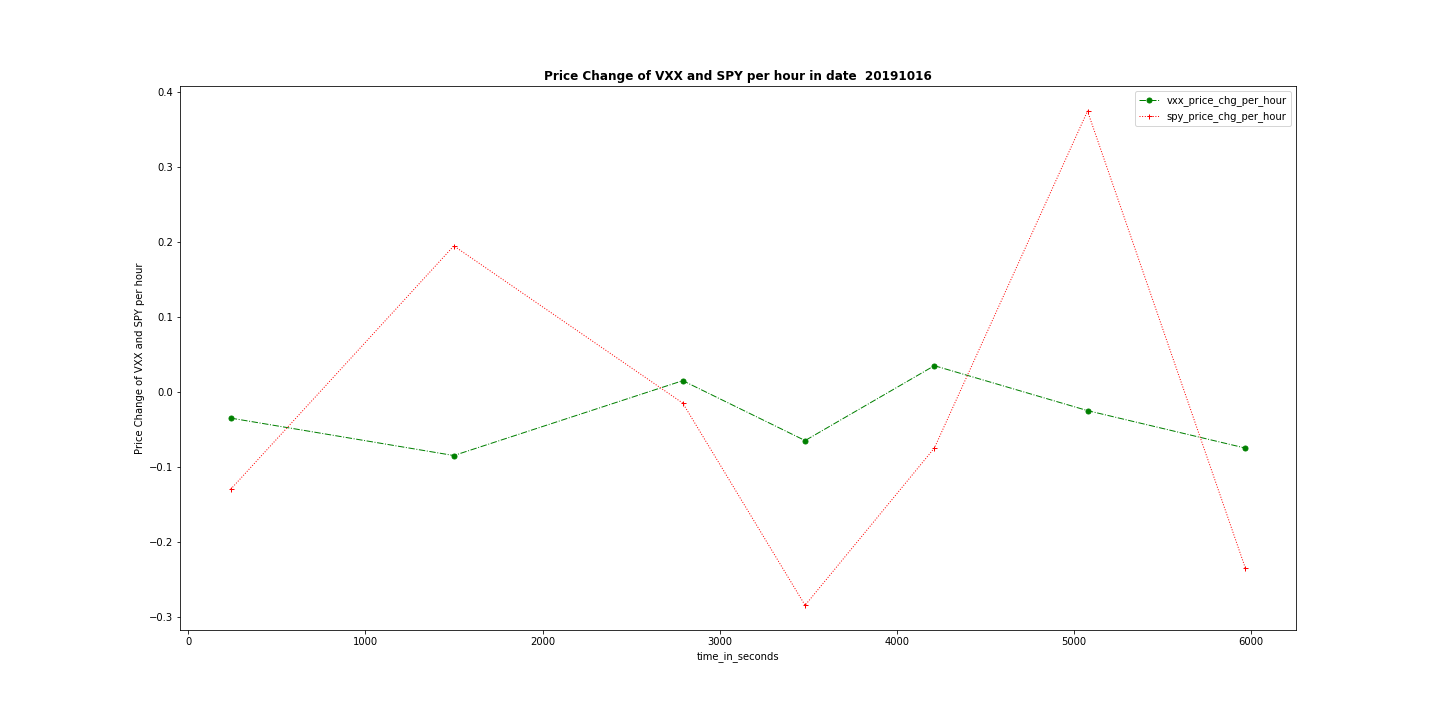 Price Change of VXX and SPY per hour in date  20191016
vxx_price_chg_per_hour
spy_price_chg_per_hour
Price Change of VXX and SPY per hour
0.4
0.3
0.2
0.1
0.0
−0.1
−0.2
−0.3
0 1000 2000 3000 4000 5000 6000
time_in_seconds